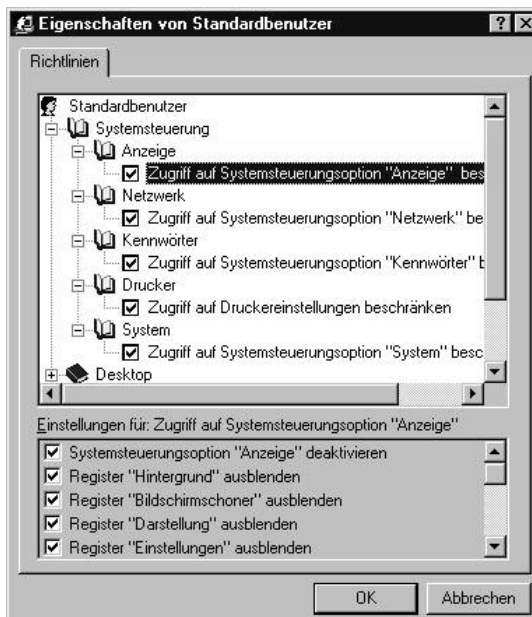 Eigenschaften von Standardbenutzer
Richtlinien
Standardbenutzer
Systemsteuerung
Anzeige
Zugriff auf Systemsteuerungsoption "Anzeige" bes
Netzwerk
Zugriff auf Systemsteuerungsoption "Netzwerk" be
Kennwörter
Zugriff auf Systemsteuerungsoption "Kennwörter" b
Drucker
Zugriff auf Druckereinstellungen beschränken
System
Zugriff auf Systemsteuerungsoption "System" besc
Desktop
Einstellungen für: Zugriff auf Systemsteuerungsoption "Anzeige"
Systemsteuerungsoption "Anzeige" deaktivieren
Register "Hintergrund" ausblenden
Register "Bildschirmschoner" ausblenden
Register "Darstellung" ausblenden
Register "Einstellungen" ausblenden
OK Abbrechen